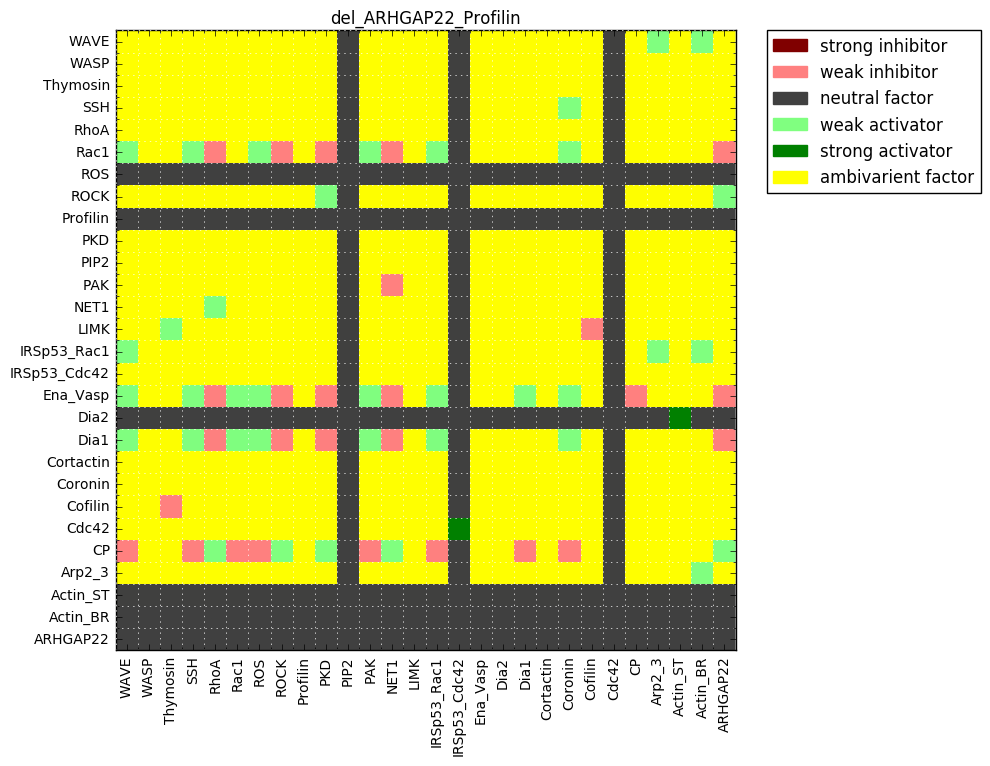 del_ARHGAP22_Profilin
WAVE
WASP
Thymosin
SSH
RhoA
Rac1
ROS
ROCK
Profilin
PKD
PIP2
PAK
NET1
LIMK
IRSp53_Rac1
IRSp53_Cdc42
Ena_Vasp
Dia2
Dia1
Cortactin
Coronin
Cofilin
Cdc42
CP
Arp2_3
Actin_ST
Actin_BR
ARHGAP22
WAVE
WASP
Thymosin
SSH
RhoA
Rac1
ROS
ROCK
Profilin
PKD
PIP2
PAK
NET1
LIMK
IRSp53_Rac1
IRSp53_Cdc42
Ena_Vasp
Dia2
Dia1
Cortactin
Coronin
Cofilin
Cdc42
CP
Arp2_3
Actin_ST
Actin_BR
ARHGAP22
strong inhibitor
weak inhibitor
neutral factor
weak activator
strong activator
ambivarient factor